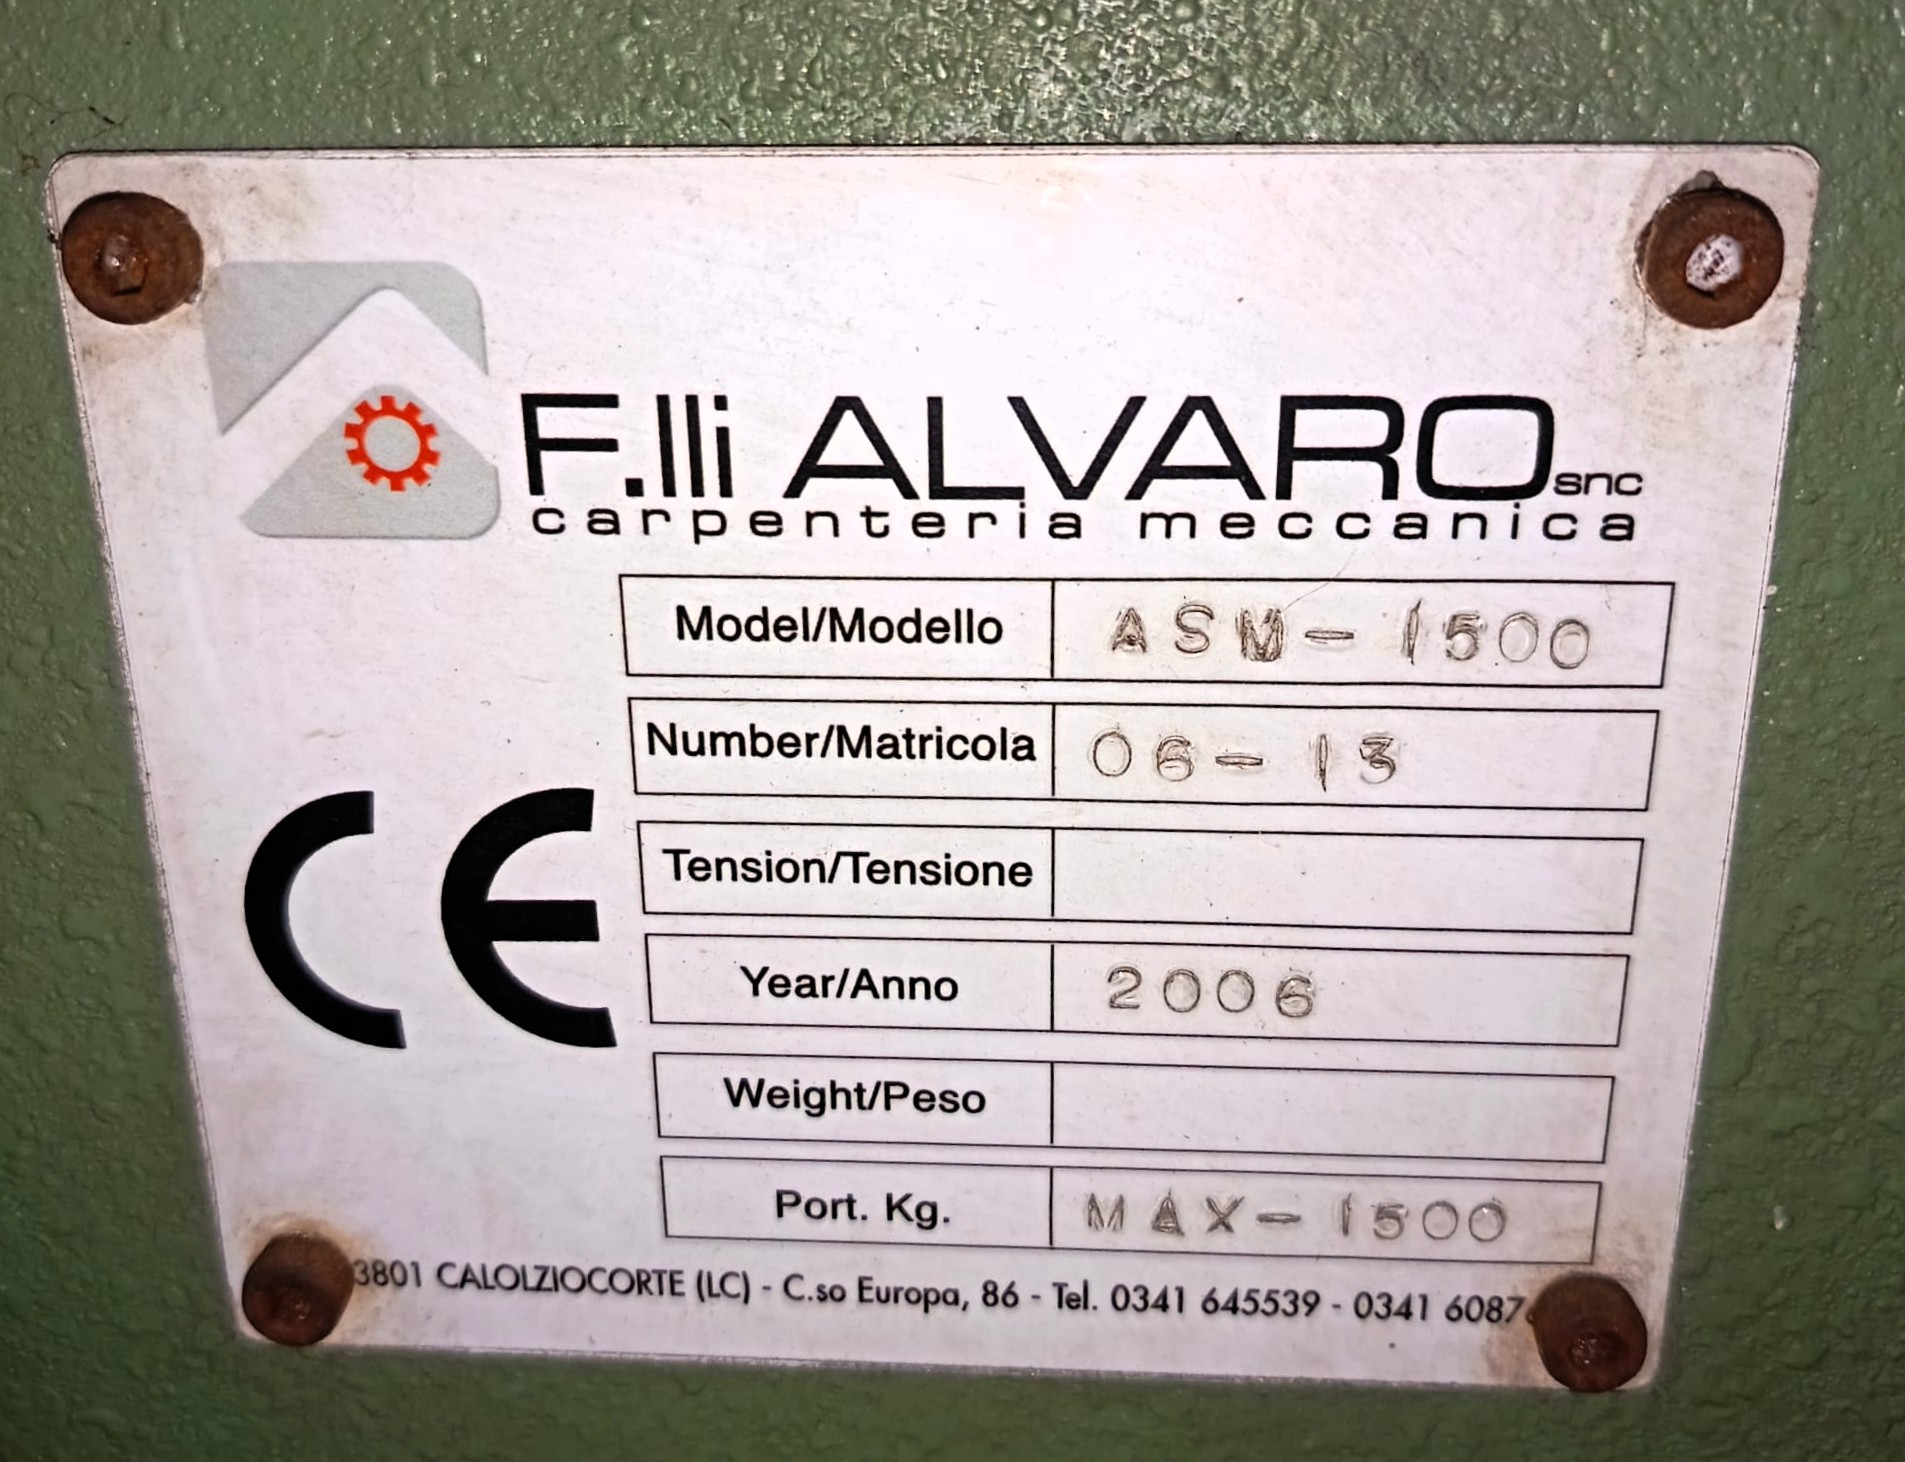 F.lli ALVARO snc
carpenteria meccanica
Model/Modello ASM-1500
Number/Matricola 06-13
Tension/Tensione
Year/Anno 2006
Weight/Peso
Port. Kg. MAX-1500
CE
3801 CALOLZIOCORTE (LC) - C.so Europa, 86 - Tel. 0341 645539 - 0341